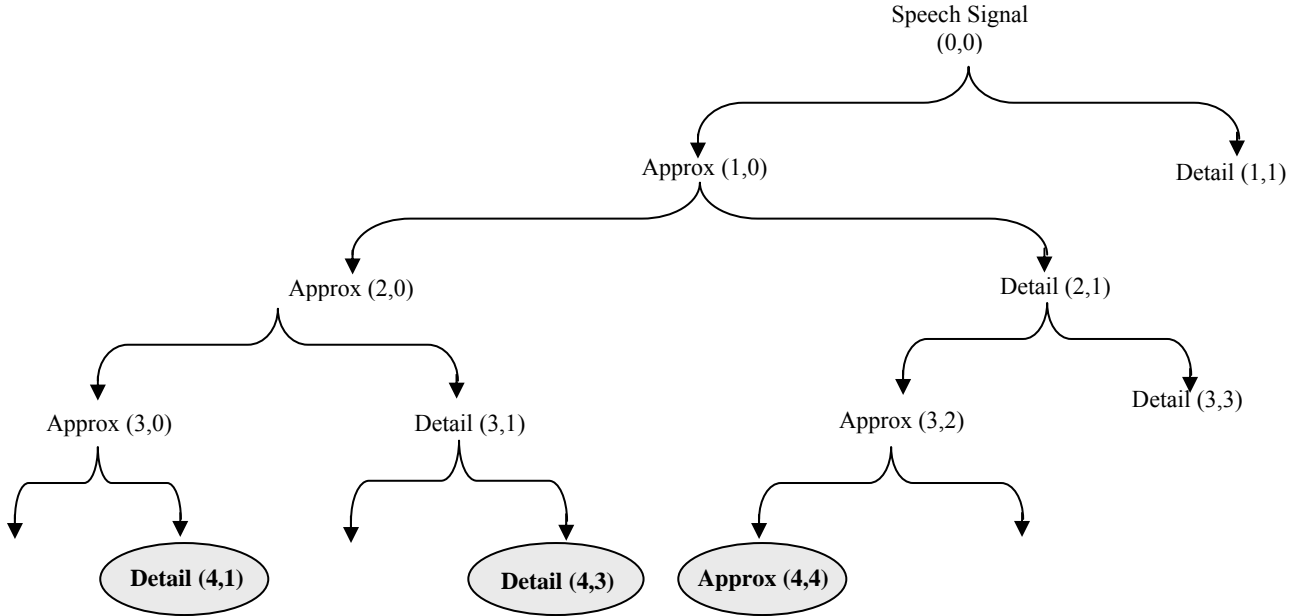 Speech Signal
(0,0)
Approx (1,0)
Detail (1,1)
Approx (2,0)
Detail (2,1)
Approx (3,0)
Detail (3,1)
Approx (3,2)
Detail (3,3)
Detail (4,1)
Detail (4,3)
Approx (4,4)